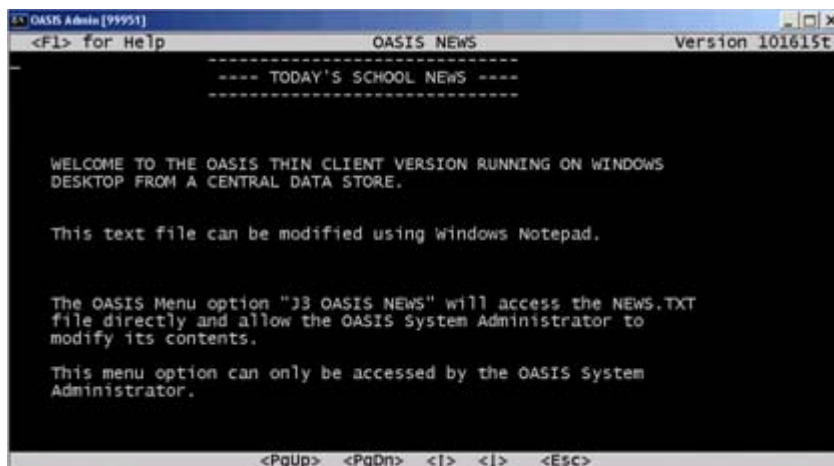 OASIS Admin [99951]
<F1> for Help OASIS NEWS Version 101615t
-------------------------------
---- TODAY'S SCHOOL NEWS ----
-------------------------------
WELCOME TO THE OASIS THIN CLIENT VERSION RUNNING ON WINDOWS
DESKTOP FROM A CENTRAL DATA STORE.
This text file can be modified using Windows Notepad.
The OASIS Menu option "J3 OASIS NEWS" will access the NEWS.TXT
file directly and allow the OASIS System Administrator to
modify its contents.
This menu option can only be accessed by the OASIS System
Administrator.
<PgUp> <PgDn> <↑> <↓> <Esc>